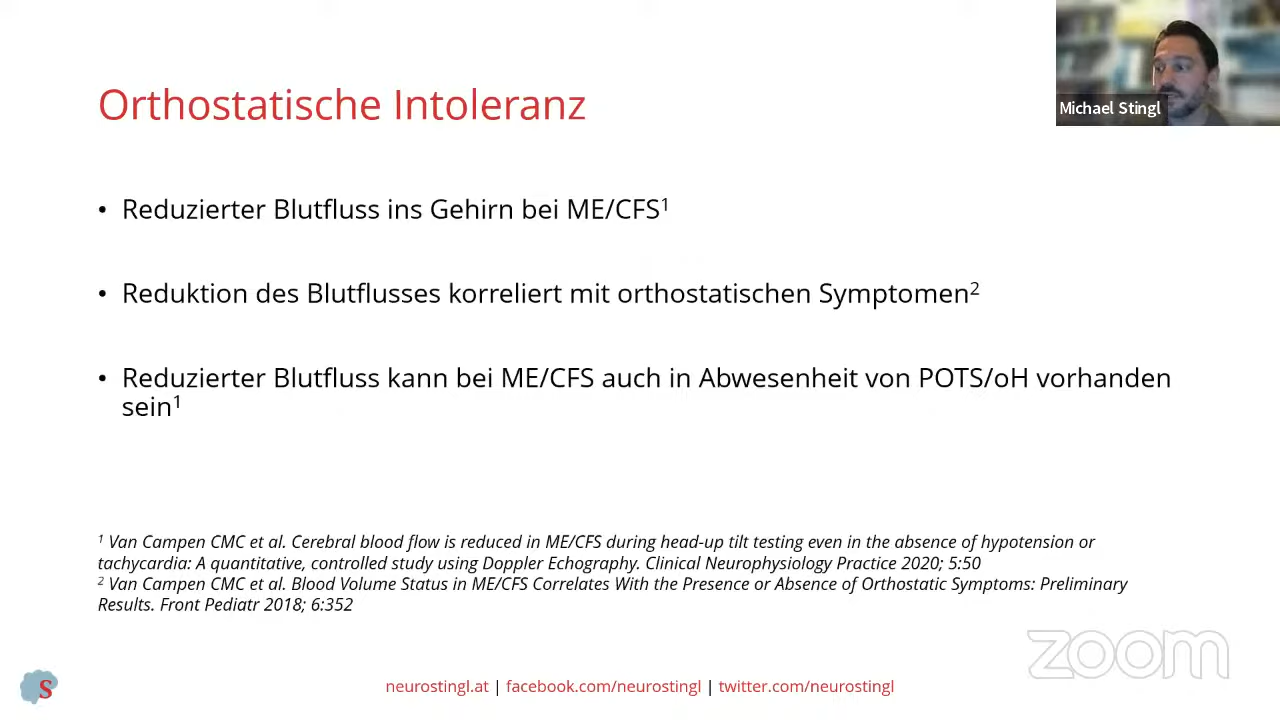 Michael Stingl
Orthostatische Intoleranz
• Reduzierter Blutfluss ins Gehirn bei ME/CFS¹
• Reduktion des Blutflusses korreliert mit orthostatischen Symptomen²
• Reduzierter Blutfluss kann bei ME/CFS auch in Abwesenheit von POTS/oH vorhanden
sein¹
¹ Van Campen CMC et al. Cerebral blood flow is reduced in ME/CFS during head-up tilt testing even in the absence of hypotension or
tachycardia: A quantitative, controlled study using Doppler Echography. Clinical Neurophysiology Practice 2020; 5:50
² Van Campen CMC et al. Blood Volume Status in ME/CFS Correlates With the Presence or Absence of Orthostatic Symptoms: Preliminary
Results. Front Pediatr 2018; 6:352
zoom
S
neurostingl.at | facebook.com/neurostingl | twitter.com/neurostingl